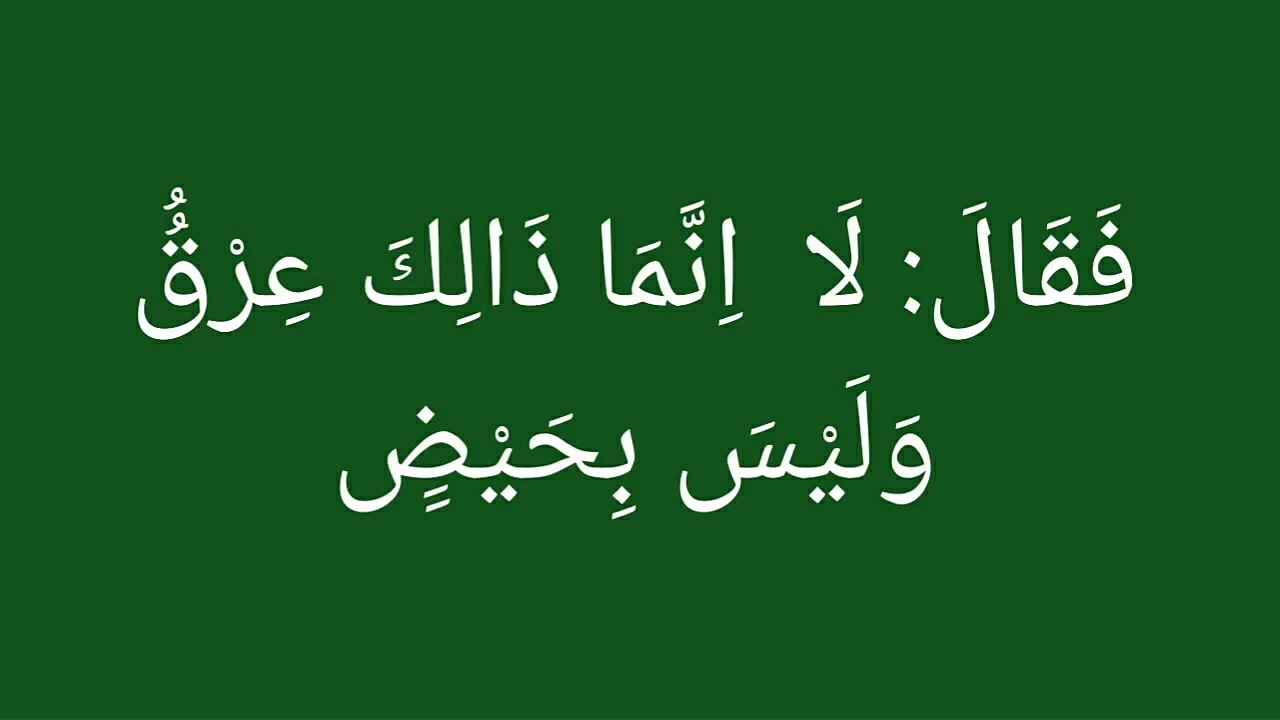 فَقَالَ: لَا اِنَّمَا ذَالِكَ عِرْقُُ
وَلَيْسَ بِحَيْضٍ